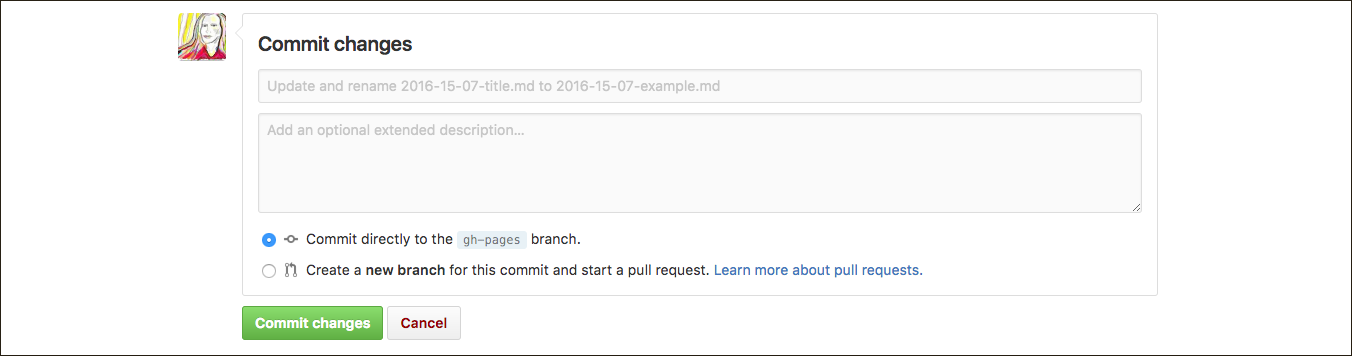 Commit changes
Update and rename 2016-15-07-title.md to 2016-15-07-example.md
Add an optional extended description...
Commit directly to the gh-pages branch.
Create a new branch for this commit and start a pull request. Learn more about pull requests.
Commit changes Cancel